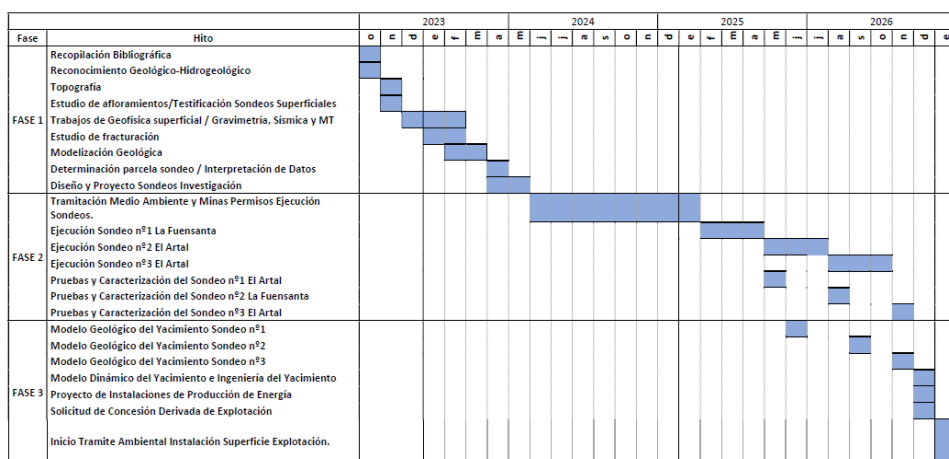 2023 2024 2025 2026
Fase Hito o n d e f m a m j j a s o n d e f m a m j j a s o n d e
FASE 1
Recopilación Bibliográfica
Reconocimiento Geológico-Hidrogeológico
Topografía
Estudio de afloramientos/Testificación Sondeos Superficiales
Trabajos de Geofísica superficial / Gravimetría, Sísmica y MT
Estudio de fracturación
Modelización Geológica
Determinación parcela sondeo / Interpretación de Datos
Diseño y Proyecto Sondeos Investigación
FASE 2
Tramitación Medio Ambiente y Minas Permisos Ejecución
Sondeos.
Ejecución Sondeo nº1 La Fuensanta
Ejecución Sondeo nº2 El Artal
Ejecución Sondeo nº3 El Artal
Pruebas y Caracterización del Sondeo nº1 El Artal
Pruebas y Caracterización del Sondeo nº2 La Fuensanta
Pruebas y Caracterización del Sondeo nº3 El Artal
FASE 3
Modelo Geológico del Yacimiento Sondeo nº1
Modelo Geológico del Yacimiento Sondeo nº2
Modelo Geológico del Yacimiento Sondeo nº3
Modelo Dinámico del Yacimiento e Ingeniería del Yacimiento
Proyecto de Instalaciones de Producción de Energía
Solicitud de Concesión Derivada de Explotación
Inicio Tramite Ambiental Instalación Superficie Explotación.